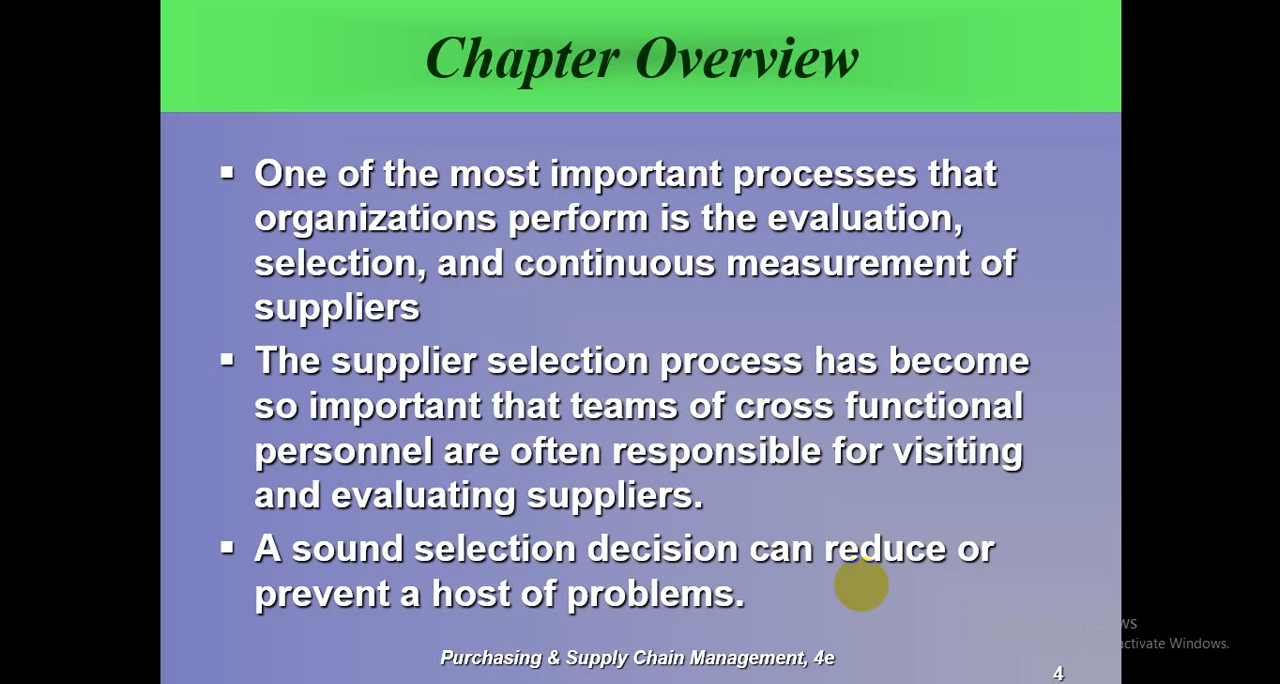 Chapter Overview
▪ One of the most important processes that
organizations perform is the evaluation,
selection, and continuous measurement of
suppliers
▪ The supplier selection process has become
so important that teams of cross functional
personnel are often responsible for visiting
and evaluating suppliers.
▪ A sound selection decision can reduce or
prevent a host of problems.
Purchasing & Supply Chain Management, 4e
4
activate Windows.